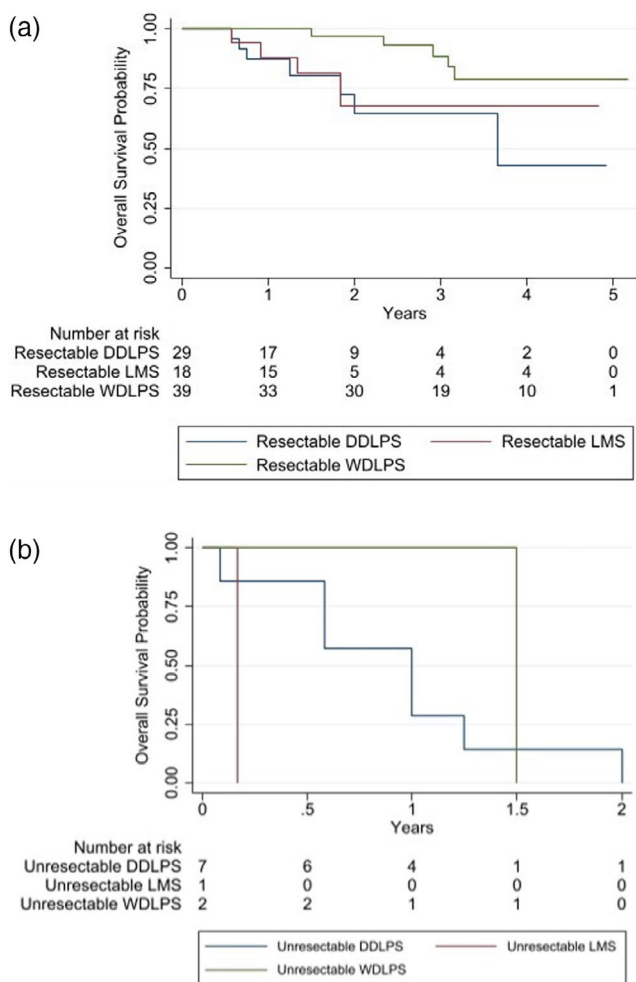 (a)
Overall Survival Probability
1.00
0.75
0.50
0.25
0.00
0 1 2 3 4 5
Years
Number at risk
Resectable DDLPS 29 17 9 4 2 0
Resectable LMS 18 15 5 4 4 0
Resectable WDLPS 39 33 30 19 10 1
Resectable DDLPS Resectable LMS
Resectable WDLPS
(b)
Overall Survival Probability
1.00
0.75
0.50
0.25
0.00
0 .5 1 1.5 2
Years
Number at risk
Unresectable DDLPS 7 6 4 1 1
Unresectable LMS 1 0 0 0 0
Unresectable WDLPS 2 2 1 1 0
Unresectable DDLPS Unresectable LMS
Unresectable WDLPS